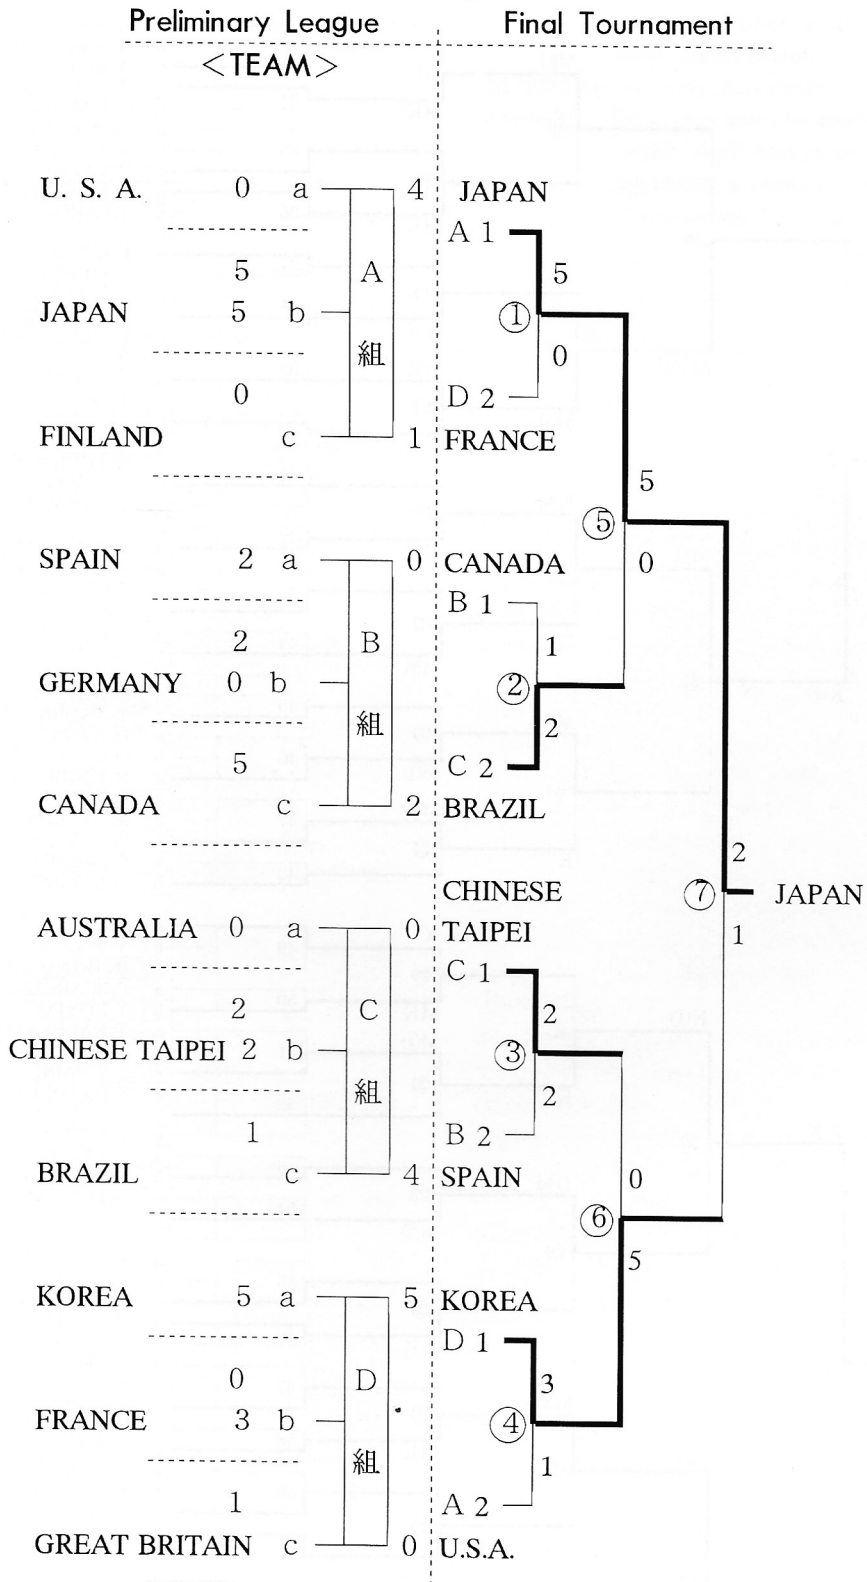 Preliminary League Final Tournament
<TEAM>
U. S. A. 0 a 4 JAPAN
A 1
5 A 5
JAPAN 5 b ①
組 0
0 D 2
FINLAND c 1 FRANCE
5
⑤
SPAIN 2 a 0 CANADA 0
B 1
2 B 1
GERMANY 0 b ②
組 2
5 C 2
CANADA c 2 BRAZIL
2
CHINESE ⑦ JAPAN
AUSTRALIA 0 a 0 TAIPEI 1
C 1
2 C 2
CHINESE TAIPEI 2 b ③
組 2
1 B 2
BRAZIL c 4 SPAIN 0
⑥
5
KOREA 5 a 5 KOREA
D 1
0 D 3
FRANCE 3 b ④
組 1
1 A 2
GREAT BRITAIN c 0 U.S.A.